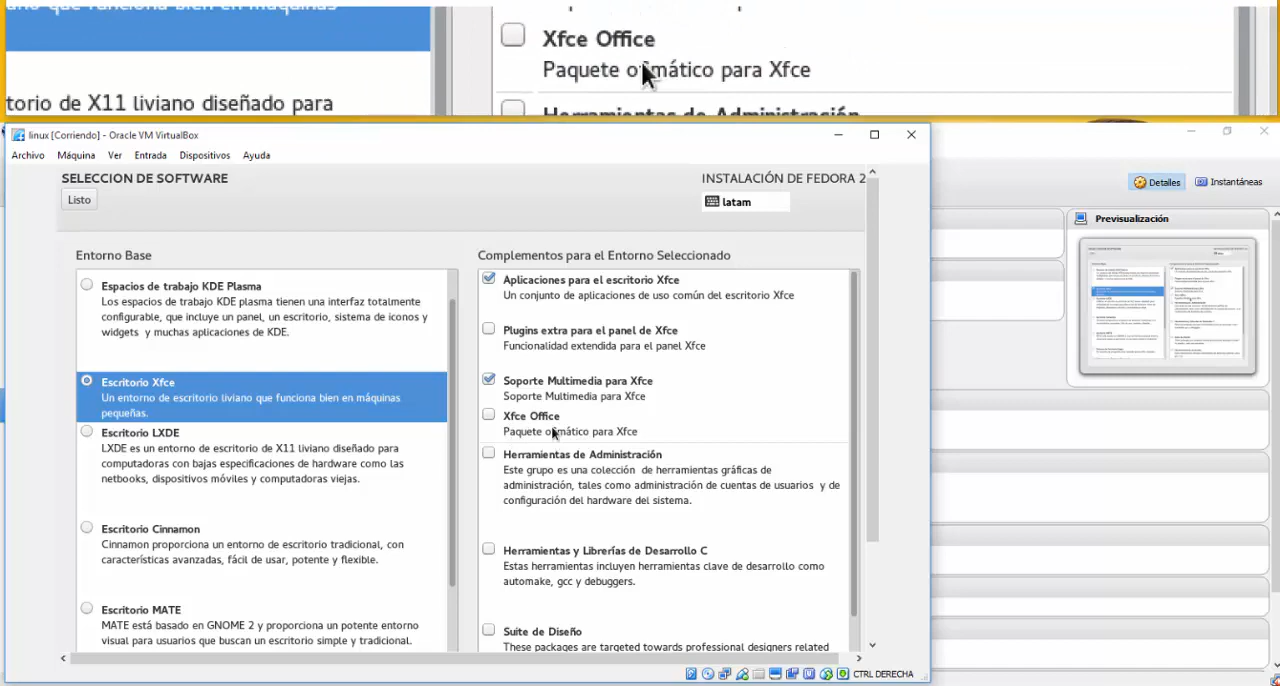 Xfce Office
Paquete ofimático para Xfce
torio de X11 liviano diseñado para
Herramientas de Administración
linux [Corriendo] - Oracle VM VirtualBox
Archivo Máquina Ver Entrada Dispositivos Ayuda
SELECCION DE SOFTWARE
INSTALACIÓN DE FEDORA 2
Listo
latam
Detalles
Instantáneas
Previsualización
Entorno Base
Complementos para el Entorno Seleccionado
Espacios de trabajo KDE Plasma
Los espacios de trabajo KDE plasma tienen una interfaz totalmente
configurable, que incluye un panel, un escritorio, sistema de iconos y
widgets y muchas aplicaciones de KDE.
Escritorio Xfce
Un entorno de escritorio liviano que funciona bien en máquinas
pequeñas.
Escritorio LXDE
LXDE es un entorno de escritorio de X11 liviano diseñado para
computadoras con bajas especificaciones de hardware como las
netbooks, dispositivos móviles y computadoras viejas.
Escritorio Cinnamon
Cinnamon proporciona un entorno de escritorio tradicional, con
características avanzadas, fácil de usar, potente y flexible.
Escritorio MATE
MATE está basado en GNOME 2 y proporciona un potente entorno
visual para usuarios que buscan un escritorio simple y tradicional.
Aplicaciones para el escritorio Xfce
Un conjunto de aplicaciones de uso común del escritorio Xfce
Plugins extra para el panel de Xfce
Funcionalidad extendida para el panel Xfce
Soporte Multimedia para Xfce
Soporte Multimedia para Xfce
Xfce Office
Paquete ofimático para Xfce
Herramientas de Administración
Este grupo es una colección de herramientas gráficas de
administración, tales como administración de cuentas de usuarios y de
configuración del hardware del sistema.
Herramientas y Librerías de Desarrollo C
Estas herramientas incluyen herramientas clave de desarrollo como
automake, gcc y debuggers.
Suite de Diseño
These packages are targeted towards professional designers related
CTRL DERECHA